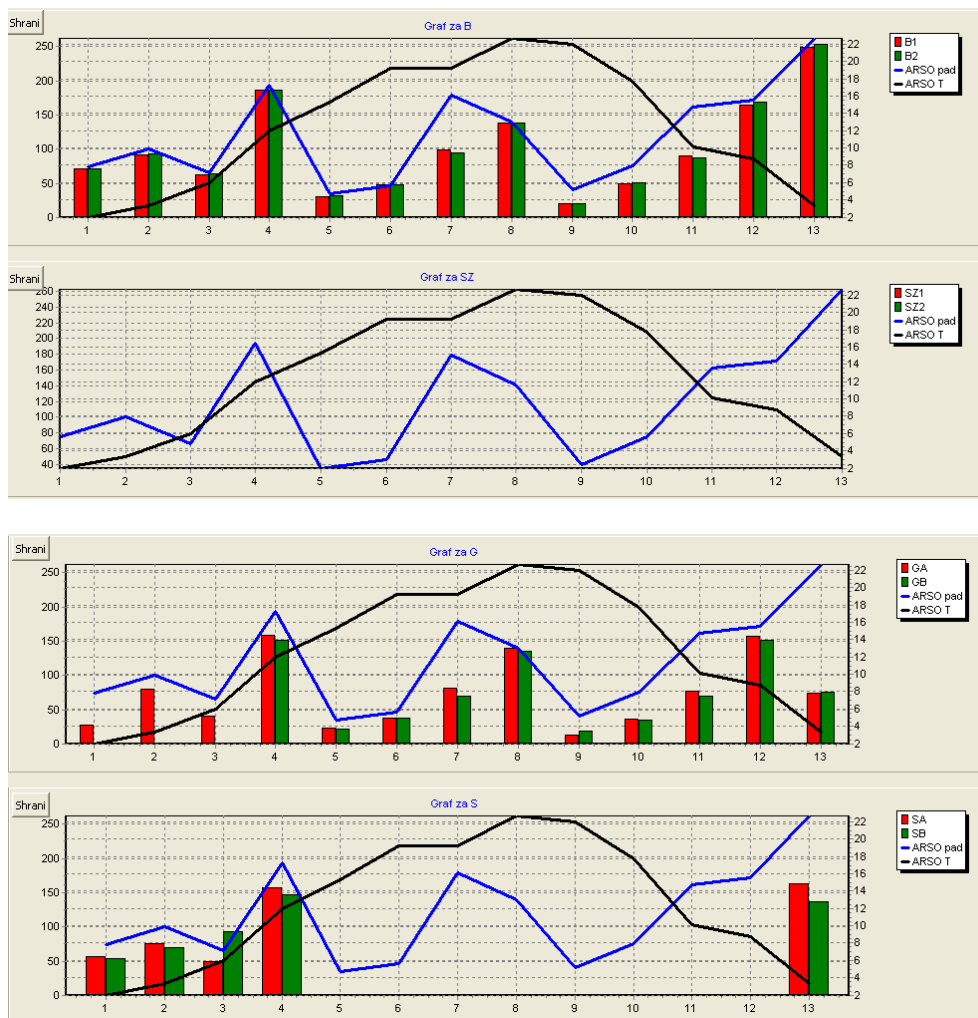 Shrani
Graf za B
250
200
150
100
50
0
22
20
18
16
14
12
10
8
6
4
2
1 2 3 4 5 6 7 8 9 10 11 12 13
B1
B2
ARSO pad
ARSO T
Shrani
Graf za SZ
260
240
220
200
180
160
140
120
100
80
60
40
22
20
18
16
14
12
10
8
6
4
2
1 2 3 4 5 6 7 8 9 10 11 12 13
SZ1
SZ2
ARSO pad
ARSO T
Shrani
Graf za G
250
200
150
100
50
0
22
20
18
16
14
12
10
8
6
4
2
1 2 3 4 5 6 7 8 9 10 11 12 13
GA
GB
ARSO pad
ARSO T
Shrani
Graf za S
250
200
150
100
50
0
22
20
18
16
14
12
10
8
6
4
2
1 2 3 4 5 6 7 8 9 10 11 12 13
SA
SB
ARSO pad
ARSO T